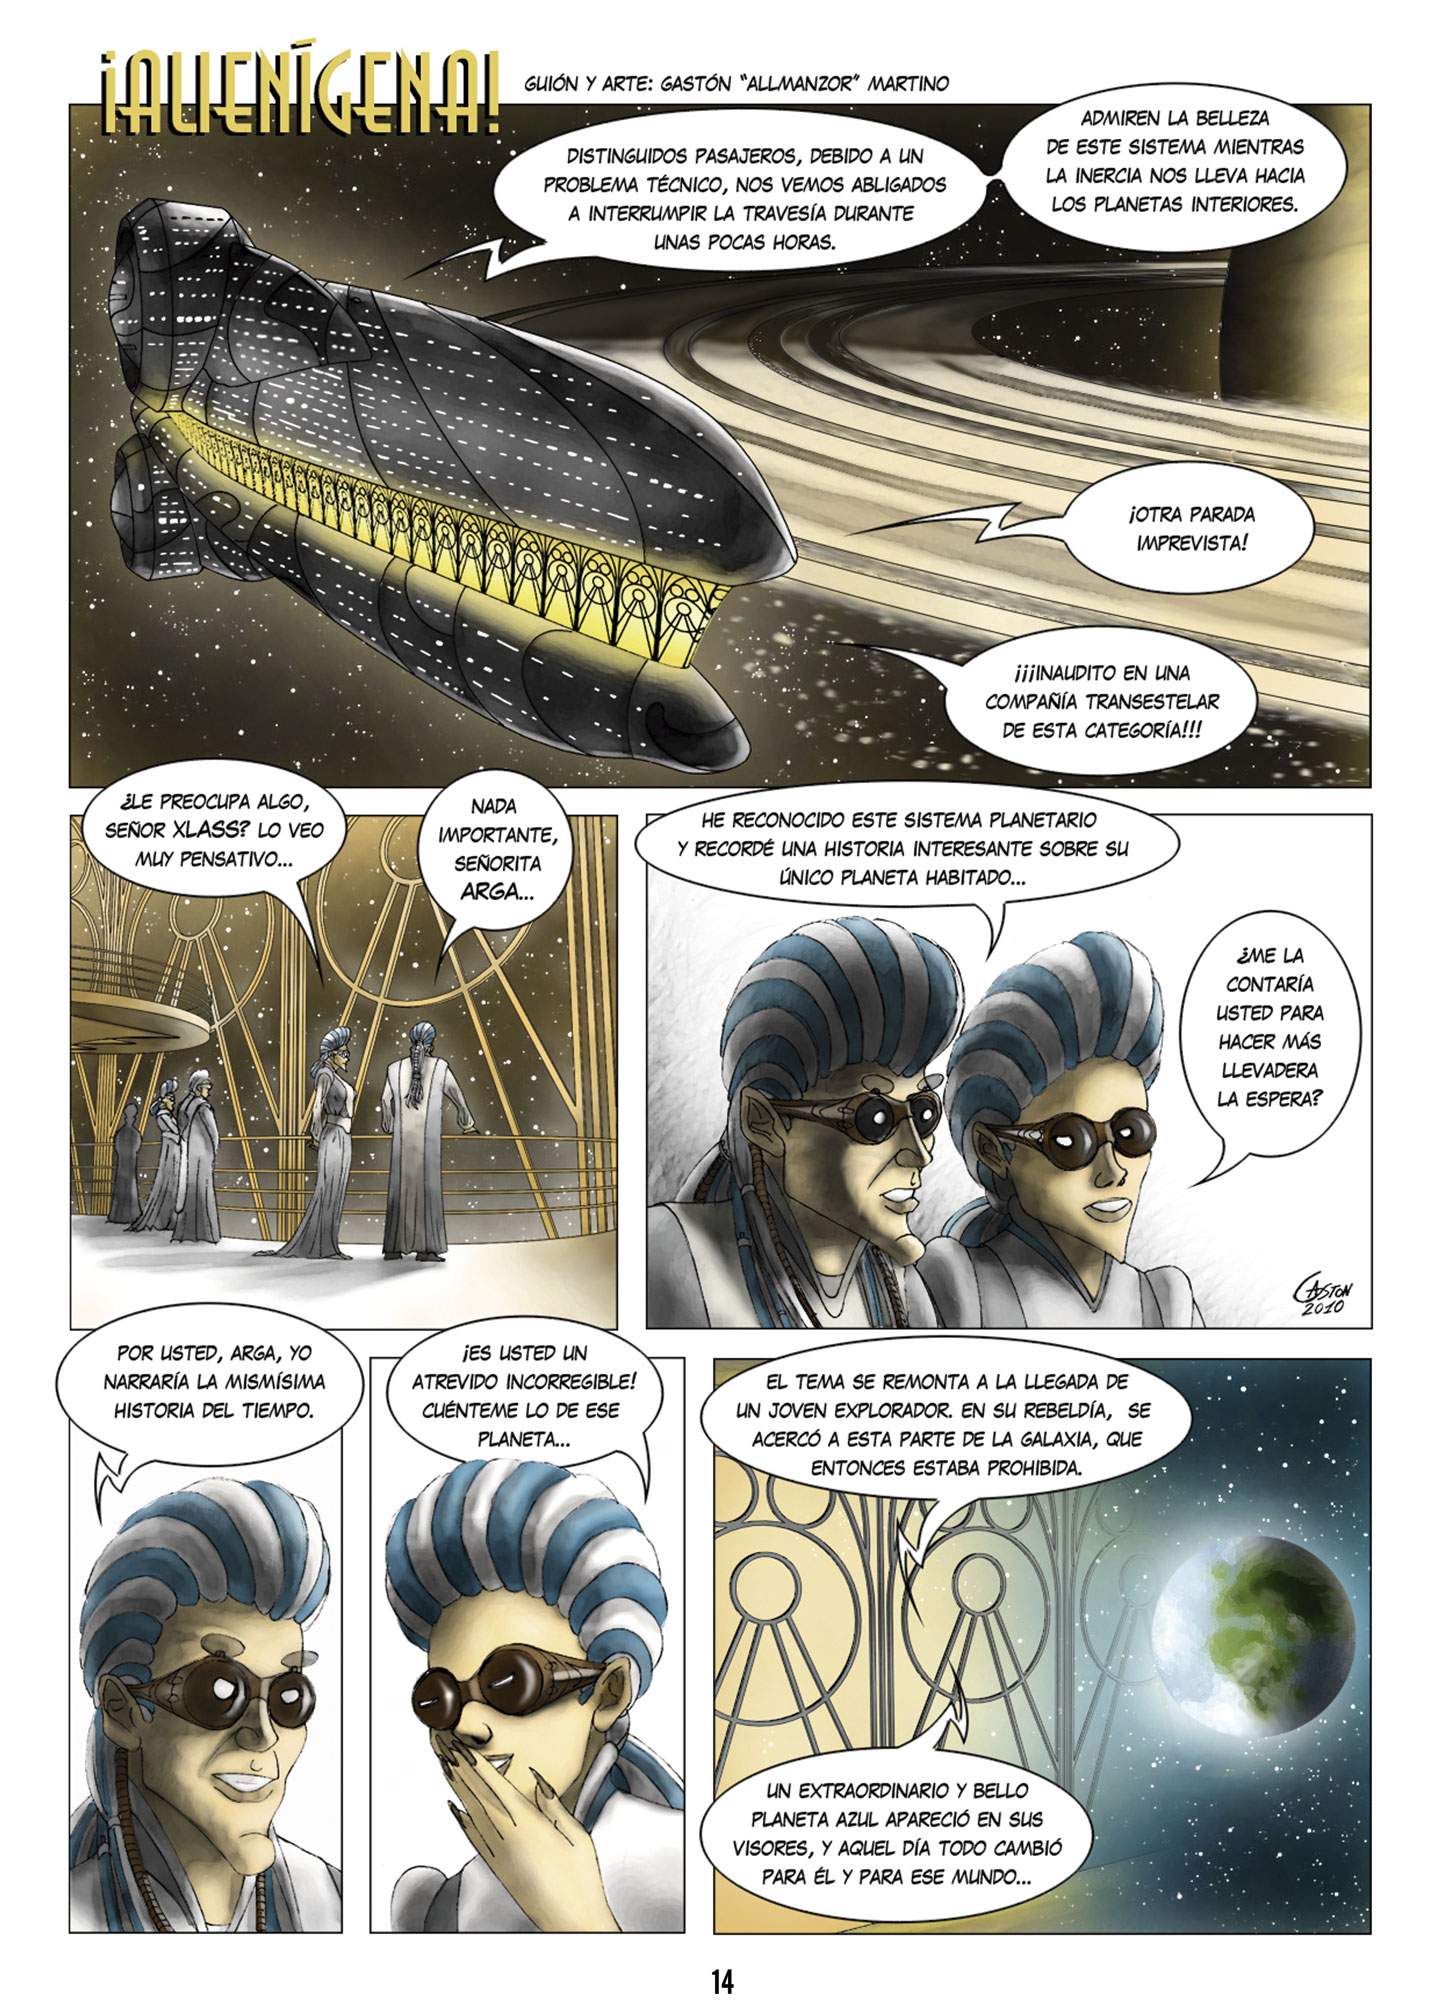 ¡ALIENÍGENA!
GUIÓN Y ARTE: GASTÓN "ALLMANZOR" MARTINO
DISTINGUIDOS PASAJEROS, DEBIDO A UN
PROBLEMA TÉCNICO, NOS VEMOS ABLIGADOS
A INTERRUMPIR LA TRAVESÍA DURANTE
UNAS POCAS HORAS.
ADMIREN LA BELLEZA
DE ESTE SISTEMA MIENTRAS
LA INERCIA NOS LLEVA HACIA
LOS PLANETAS INTERIORES.
¡OTRA PARADA
IMPREVISTA!
¡¡¡INAUDITO EN UNA
COMPAÑÍA TRANSESTELAR
DE ESTA CATEGORÍA!!!
¿LE PREOCUPA ALGO,
SEÑOR XLASS? LO VEO
MUY PENSATIVO...
NADA
IMPORTANTE,
SEÑORITA
ARGA...
HE RECONOCIDO ESTE SISTEMA PLANETARIO
Y RECORDÉ UNA HISTORIA INTERESANTE SOBRE SU
ÚNICO PLANETA HABITADO...
¿ME LA
CONTARÍA
USTED PARA
HACER MÁS
LLEVADERA
LA ESPERA?
GASTON
2010
POR USTED, ARGA, YO
NARRARÍA LA MISMÍSIMA
HISTORIA DEL TIEMPO.
¡ES USTED UN
ATREVIDO INCORREGIBLE!
CUÉNTEME LO DE ESE
PLANETA...
EL TEMA SE REMONTA A LA LLEGADA DE
UN JOVEN EXPLORADOR. EN SU REBELDÍA, SE
ACERCÓ A ESTA PARTE DE LA GALAXIA, QUE
ENTONCES ESTABA PROHIBIDA.
UN EXTRAORDINARIO Y BELLO
PLANETA AZUL APARECIÓ EN SUS
VISORES, Y AQUEL DÍA TODO CAMBIÓ
PARA ÉL Y PARA ESE MUNDO...
14